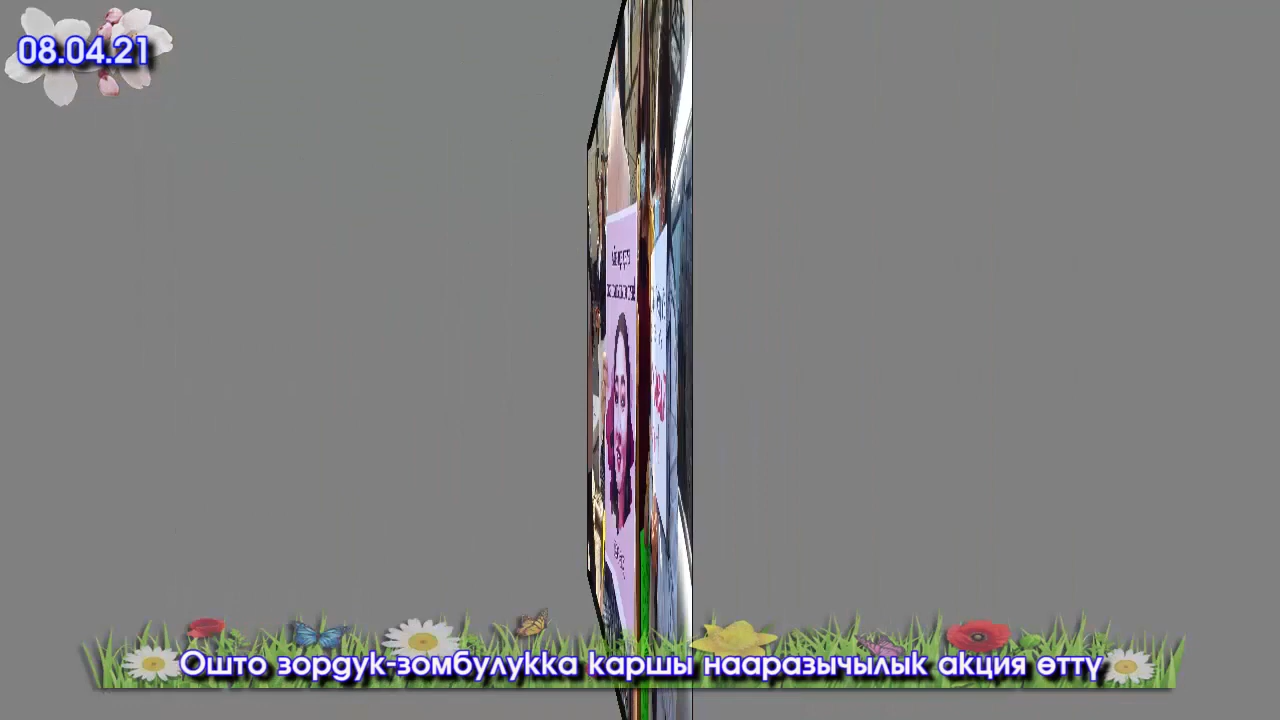 08.04.21
Ошто зордук-зомбулукка каршы нааразычылык акция өттү